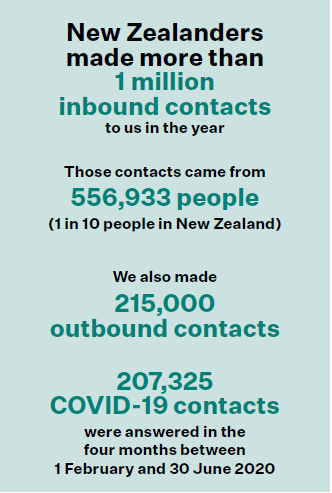 New Zealanders
made more than
1 million
inbound contacts
to us in the year
Those contacts came from
556,933 people
(1 in 10 people in New Zealand)
We also made
215,000
outbound contacts
207,325
COVID-19 contacts
were answered in the
four months between
1 February and 30 June 2020